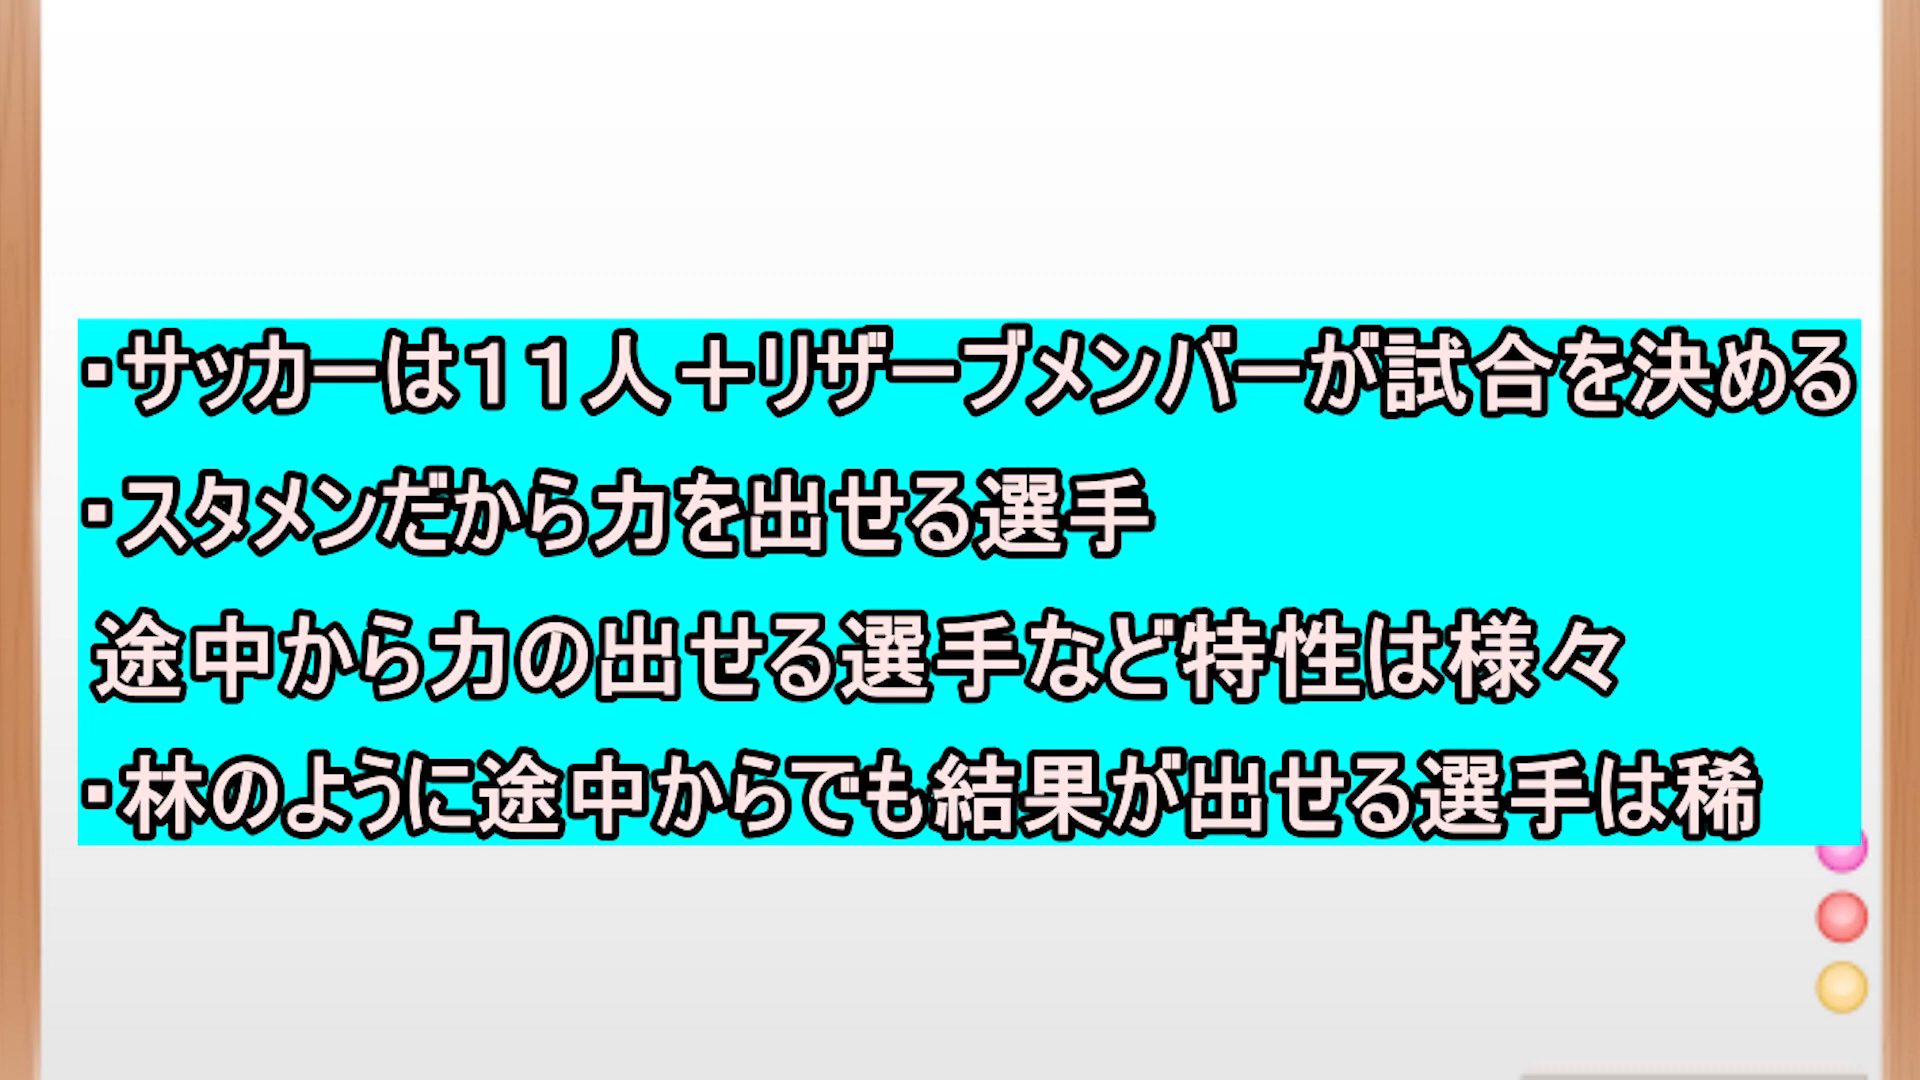 ・サッカーは１１人＋リザーブメンバーが試合を決める
・スタメンだから力を出せる選手
途中から力の出せる選手など特性は様々
・林のように途中からでも結果が出せる選手は稀